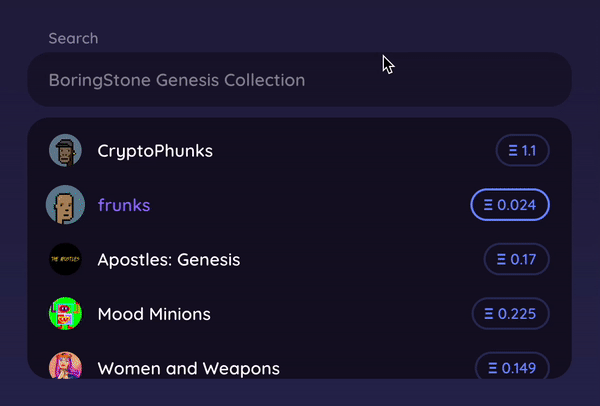 Search
BoringStone Genesis Collection
CryptoPhunks Ξ 1.1
frunks Ξ 0.024
THE APOSTLES
Apostles: Genesis Ξ 0.17
Mood Minions Ξ 0.225
Women and Weapons Ξ 0.149